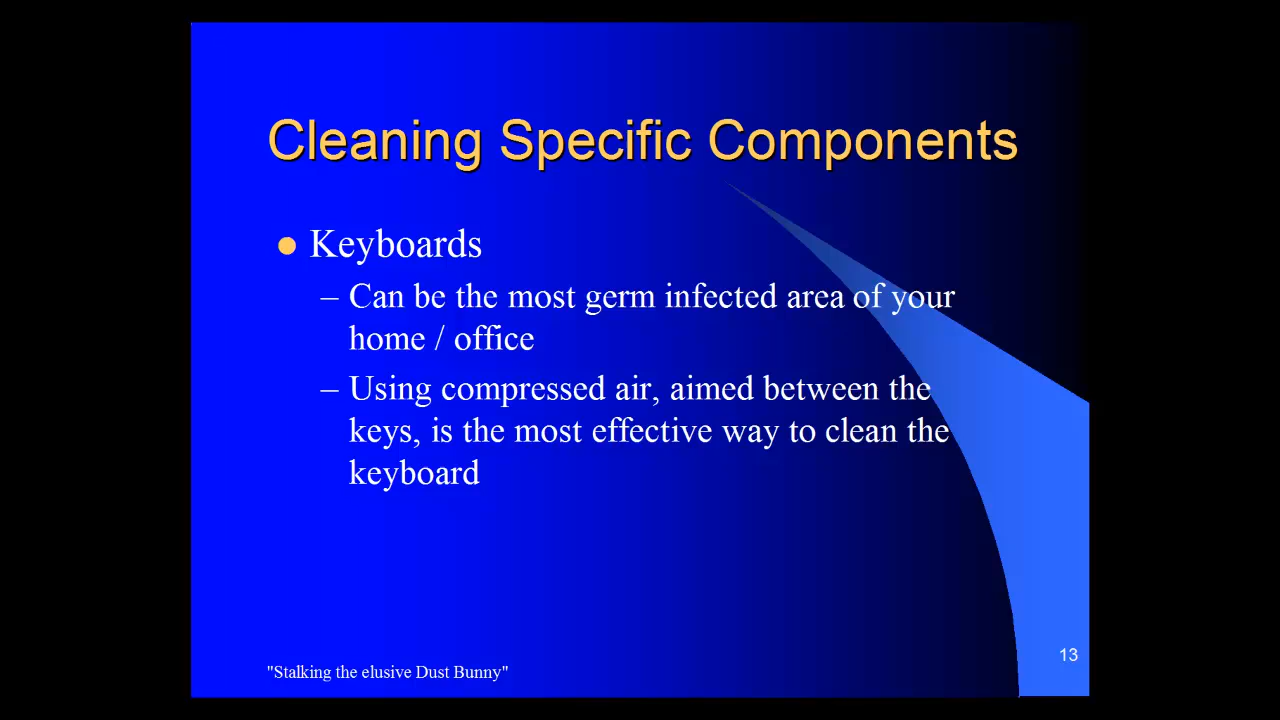 Cleaning Specific Components
● Keyboards
– Can be the most germ infected area of your
home / office
– Using compressed air, aimed between the
keys, is the most effective way to clean the
keyboard
"Stalking the elusive Dust Bunny"
13